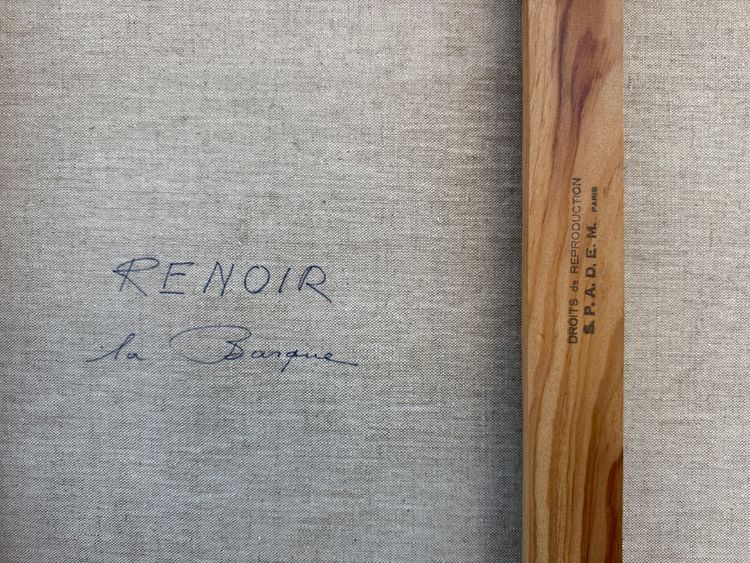 RENOIR
la Barque
DROITS de REPRODUCTION
S. P. A. D. E. M. PARIS